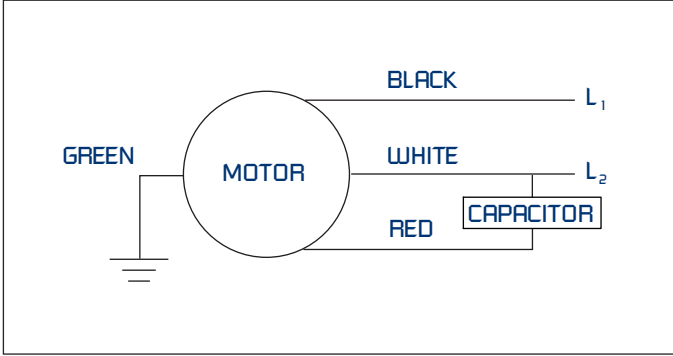 BLACK
L1
GREEN
WHITE
MOTOR
L2
CAPACITOR
RED